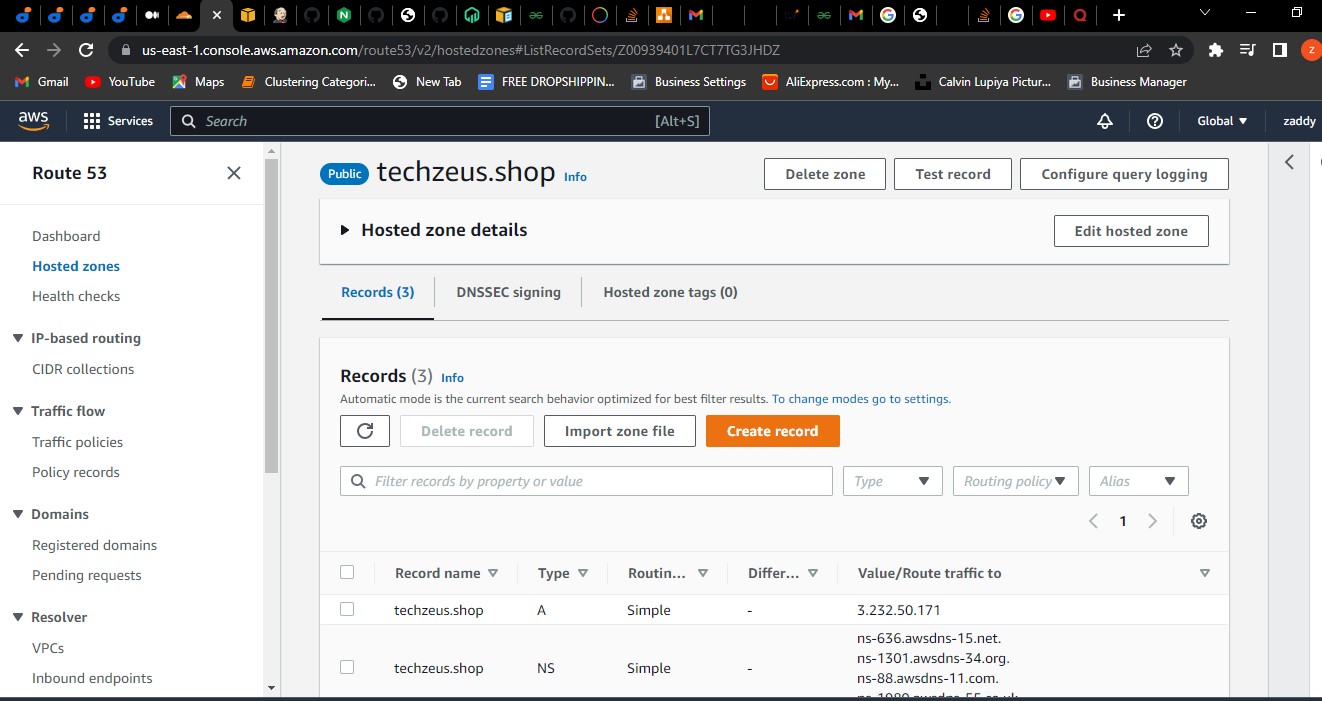 us-east-1.console.aws.amazon.com/route53/v2/hostedzones#ListRecordSets/Z00939401L7CT7TG3JHDZ
Z
Gmail
YouTube
Maps
Clustering Categori...
New Tab
FREE DROPSHIPPIN...
Business Settings
AliExpress.com : My...
Calvin Lupiya Pictur...
Business Manager
aws
Services
Search
[Alt+S]
Global
zaddy
Route 53
Dashboard
Hosted zones
Health checks
IP-based routing
CIDR collections
Traffic flow
Traffic policies
Policy records
Domains
Registered domains
Pending requests
Resolver
VPCs
Inbound endpoints
Public techzeus.shop Info
Delete zone
Test record
Configure query logging
Hosted zone details
Edit hosted zone
Records (3)
DNSSEC signing
Hosted zone tags (0)
Records (3) Info
Automatic mode is the current search behavior optimized for best filter results. To change modes go to settings.
Delete record
Import zone file
Create record
Filter records by property or value
Type
Routing policy
Alias
1
Record name
Type
Routin...
Differ...
Value/Route traffic to
techzeus.shop
A
Simple
-
3.232.50.171
techzeus.shop
NS
Simple
-
ns-636.awsdns-15.net.
ns-1301.awsdns-34.org.
ns-88.awsdns-11.com.